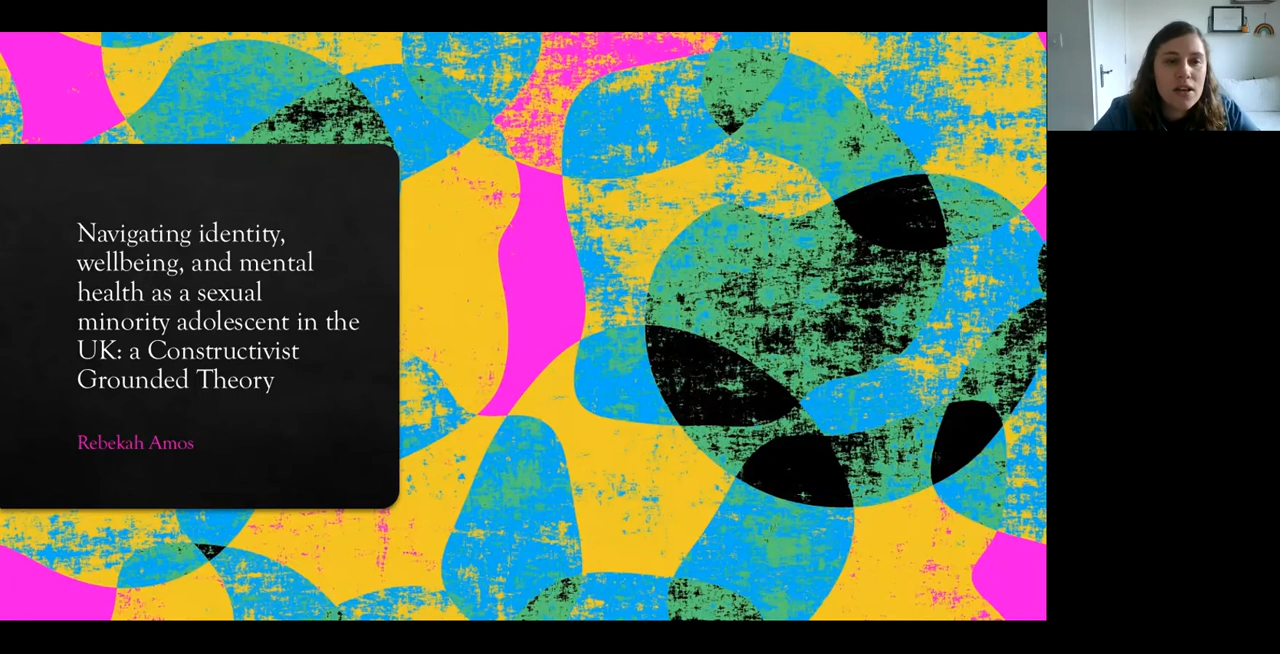 Navigating identity,
wellbeing, and mental
health as a sexual
minority adolescent in the
UK: a Constructivist
Grounded Theory
Rebekah Amos